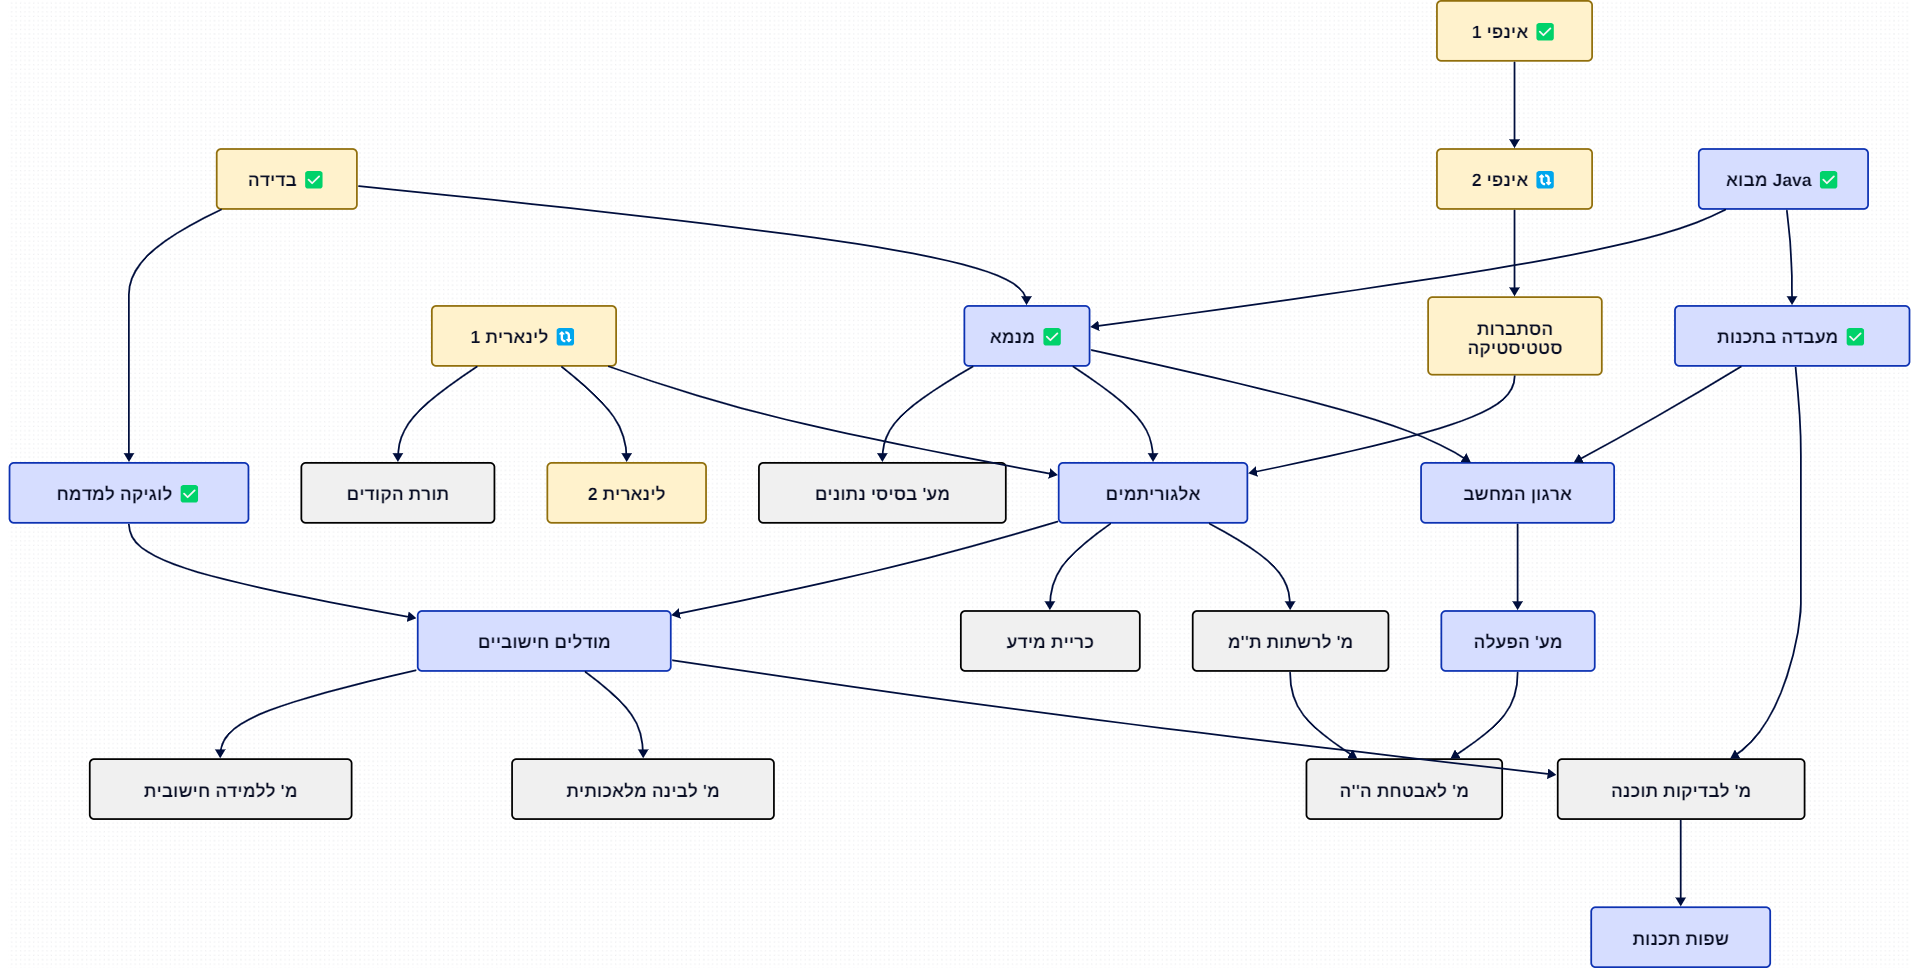 ✅ אינפי 1
✅ בדידה
🔃 אינפי 2
✅ Java מבוא
🔃 לינארית 1
✅ מנמא
הסתברות
סטטיסטיקה
✅ מעבדה בתכנות
✅ לוגיקה למדמח
תורת הקודים
לינארית 2
מע' בסיסי נתונים
אלגוריתמים
ארגון המחשב
מודלים חישוביים
כריית מידע
מ' לרשתות ת''מ
מע' הפעלה
מ' ללמידה חישובית
מ' לבינה מלאכותית
מ' לאבטחת ה''ה
מ' לבדיקות תוכנה
שפות תכנות